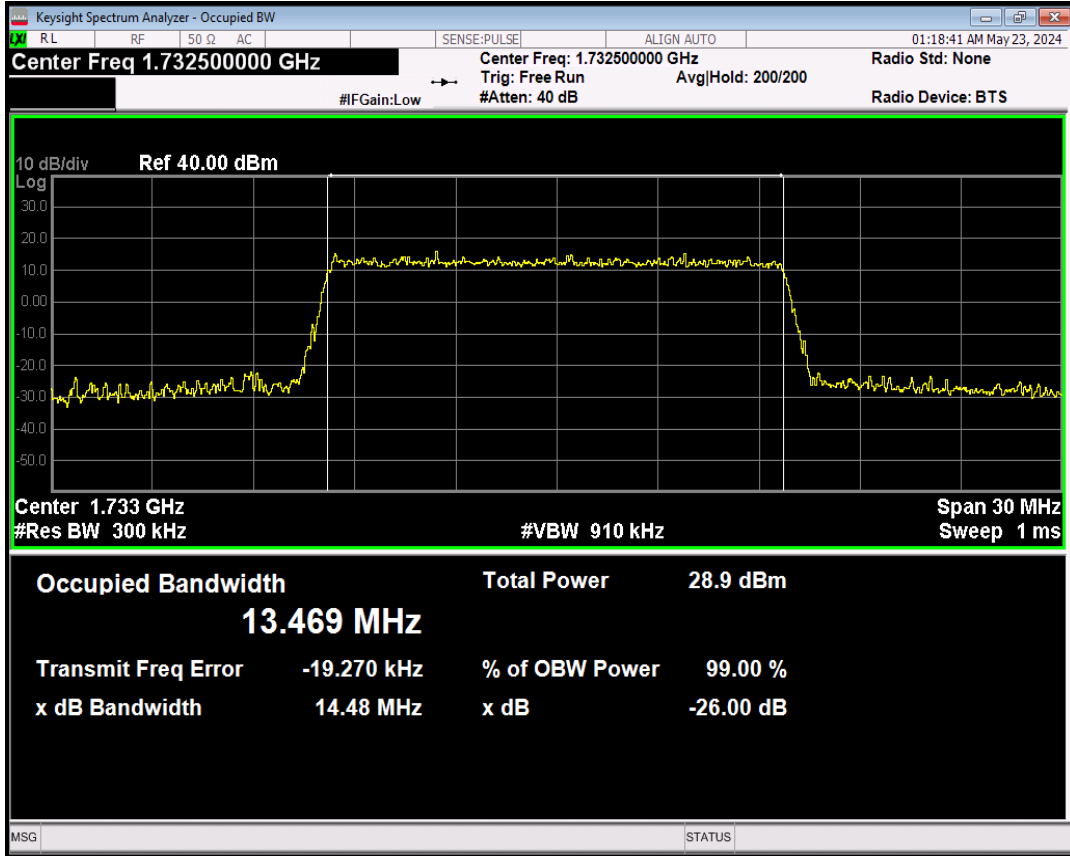 Keysight Spectrum Analyzer - Occupied BW
LXI RL RF 50 Ω AC SENSE:PULSE ALIGN AUTO 01:18:41 AM May 23, 2024
Center Freq 1.732500000 GHz Center Freq: 1.732500000 GHz Radio Std: None
Trig: Free Run Avg|Hold: 200/200
#IFGain:Low #Atten: 40 dB Radio Device: BTS
10 dB/div Ref 40.00 dBm
Log
30.0
20.0
10.0
0.00
-10.0
-20.0
-30.0
-40.0
-50.0
Center 1.733 GHz Span 30 MHz
#Res BW 300 kHz #VBW 910 kHz Sweep 1 ms
Occupied Bandwidth Total Power 28.9 dBm
13.469 MHz
Transmit Freq Error -19.270 kHz % of OBW Power 99.00 %
x dB Bandwidth 14.48 MHz x dB -26.00 dB
MSG STATUS